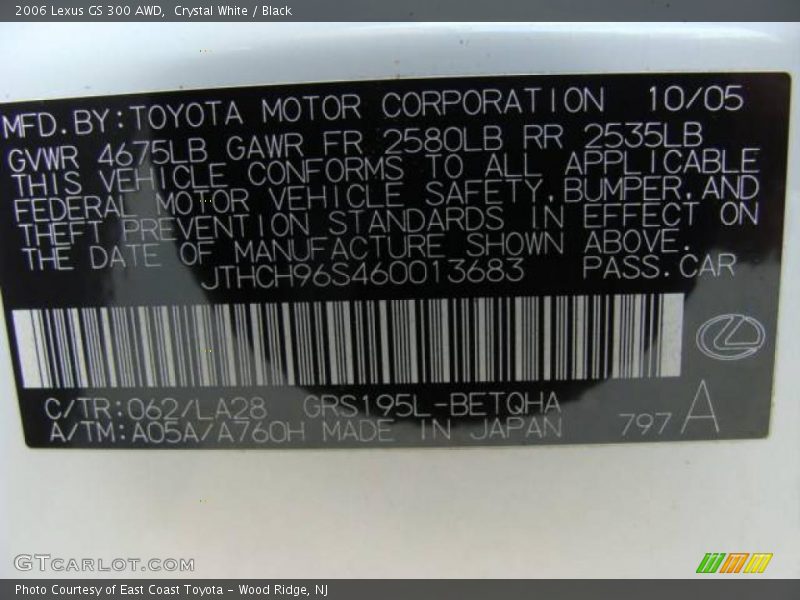 2006 Lexus GS 300 AWD,  Crystal White / Black
MFD.BY:TOYOTA MOTOR CORPORATION 10/05
GVWR 4675LB GAWR FR 2580LB RR 2535LB
THIS VEHICLE CONFORMS TO ALL APPLICABLE
FEDERAL MOTOR VEHICLE SAFETY,BUMPER,AND
THEFT PREVENTION STANDARDS IN EFFECT ON
THE DATE OF MANUFACTURE SHOWN ABOVE.
JTHCH96S460013683 PASS.CAR
C/TR:062/LA28 GRS195L-BETQHA
A/TM:A05A/A760H MADE IN JAPAN 797 A
GTCARLOT.COM
Photo Courtesy of East Coast Toyota - Wood Ridge, NJ